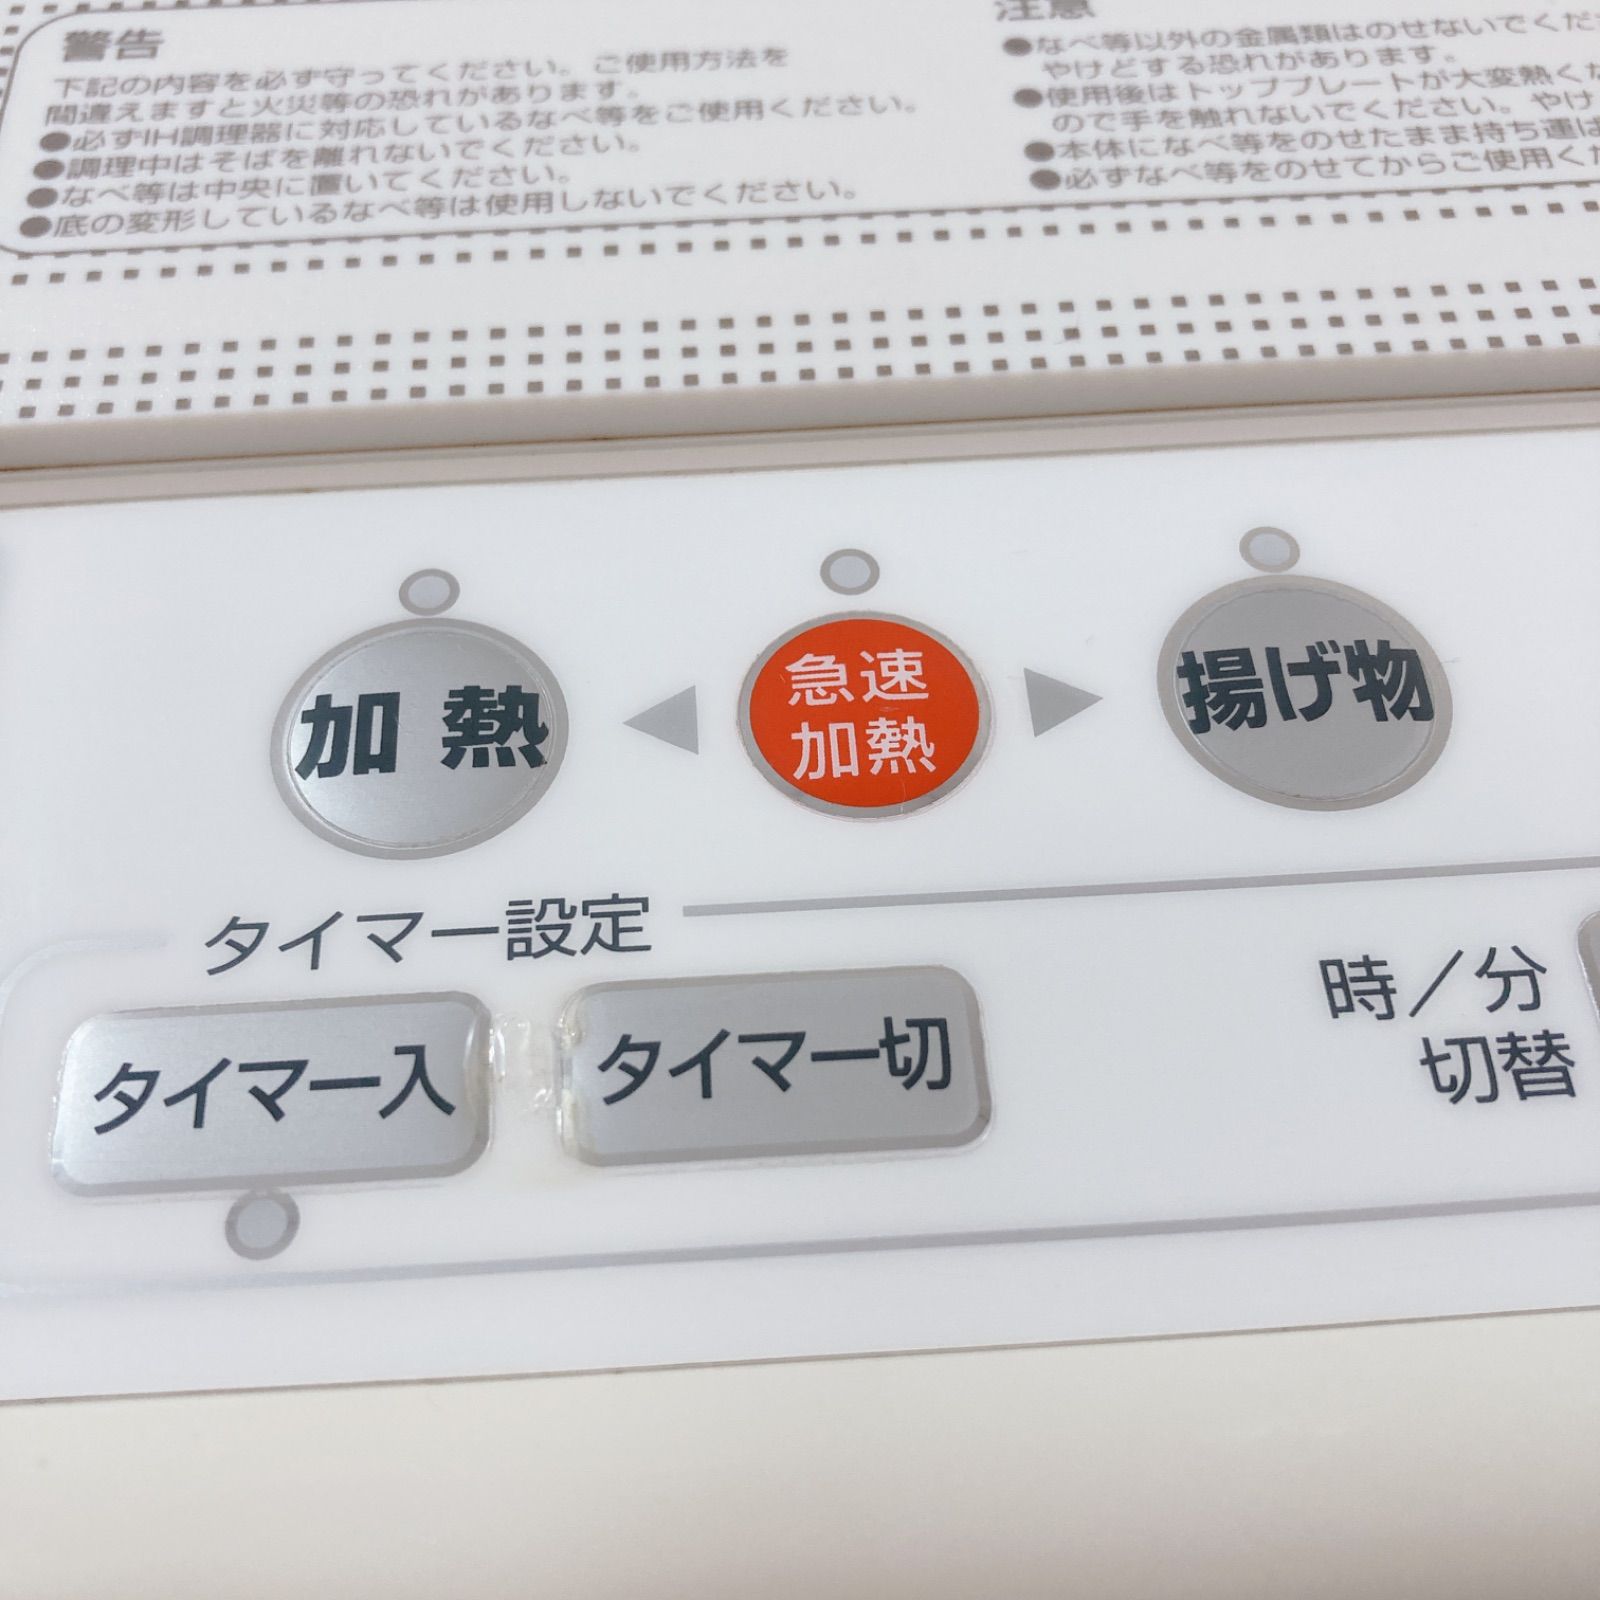 警告
下記の内容を必ず守ってください。ご使用方法を
間違えますと火災等の恐れがあります。
●必ずIH調理器に対応しているなべ等をご使用ください。
●調理中はそばを離れないでください。
●なべ等は中央に置いてください。
●底の変形しているなべ等は使用しないでください。
注意
●なべ等以外の金属類はのせないでくだ
やけどする恐れがあります。
●使用後はトッププレートが大変熱く
ので手を触れないでください。やけ
●本体になべ等をのせたまま持ち運
●必ずなべ等をのせてからご使用く
加熱
急速
加熱
揚げ物
タイマー設定
タイマー入
タイマー切
時/分
切替